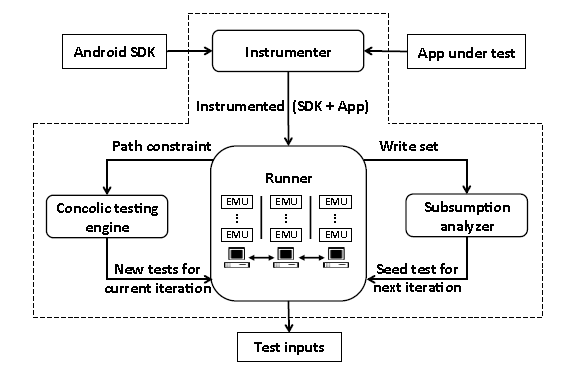 Android SDK
Instrumenter
App under test
Instrumented (SDK + App)
Path constraint
Write set
Runner
EMU
EMU
EMU
Concolic testing
engine
Subsumption
analyzer
EMU
EMU
EMU
New tests for
current iteration
Seed test for
next iteration
Test inputs